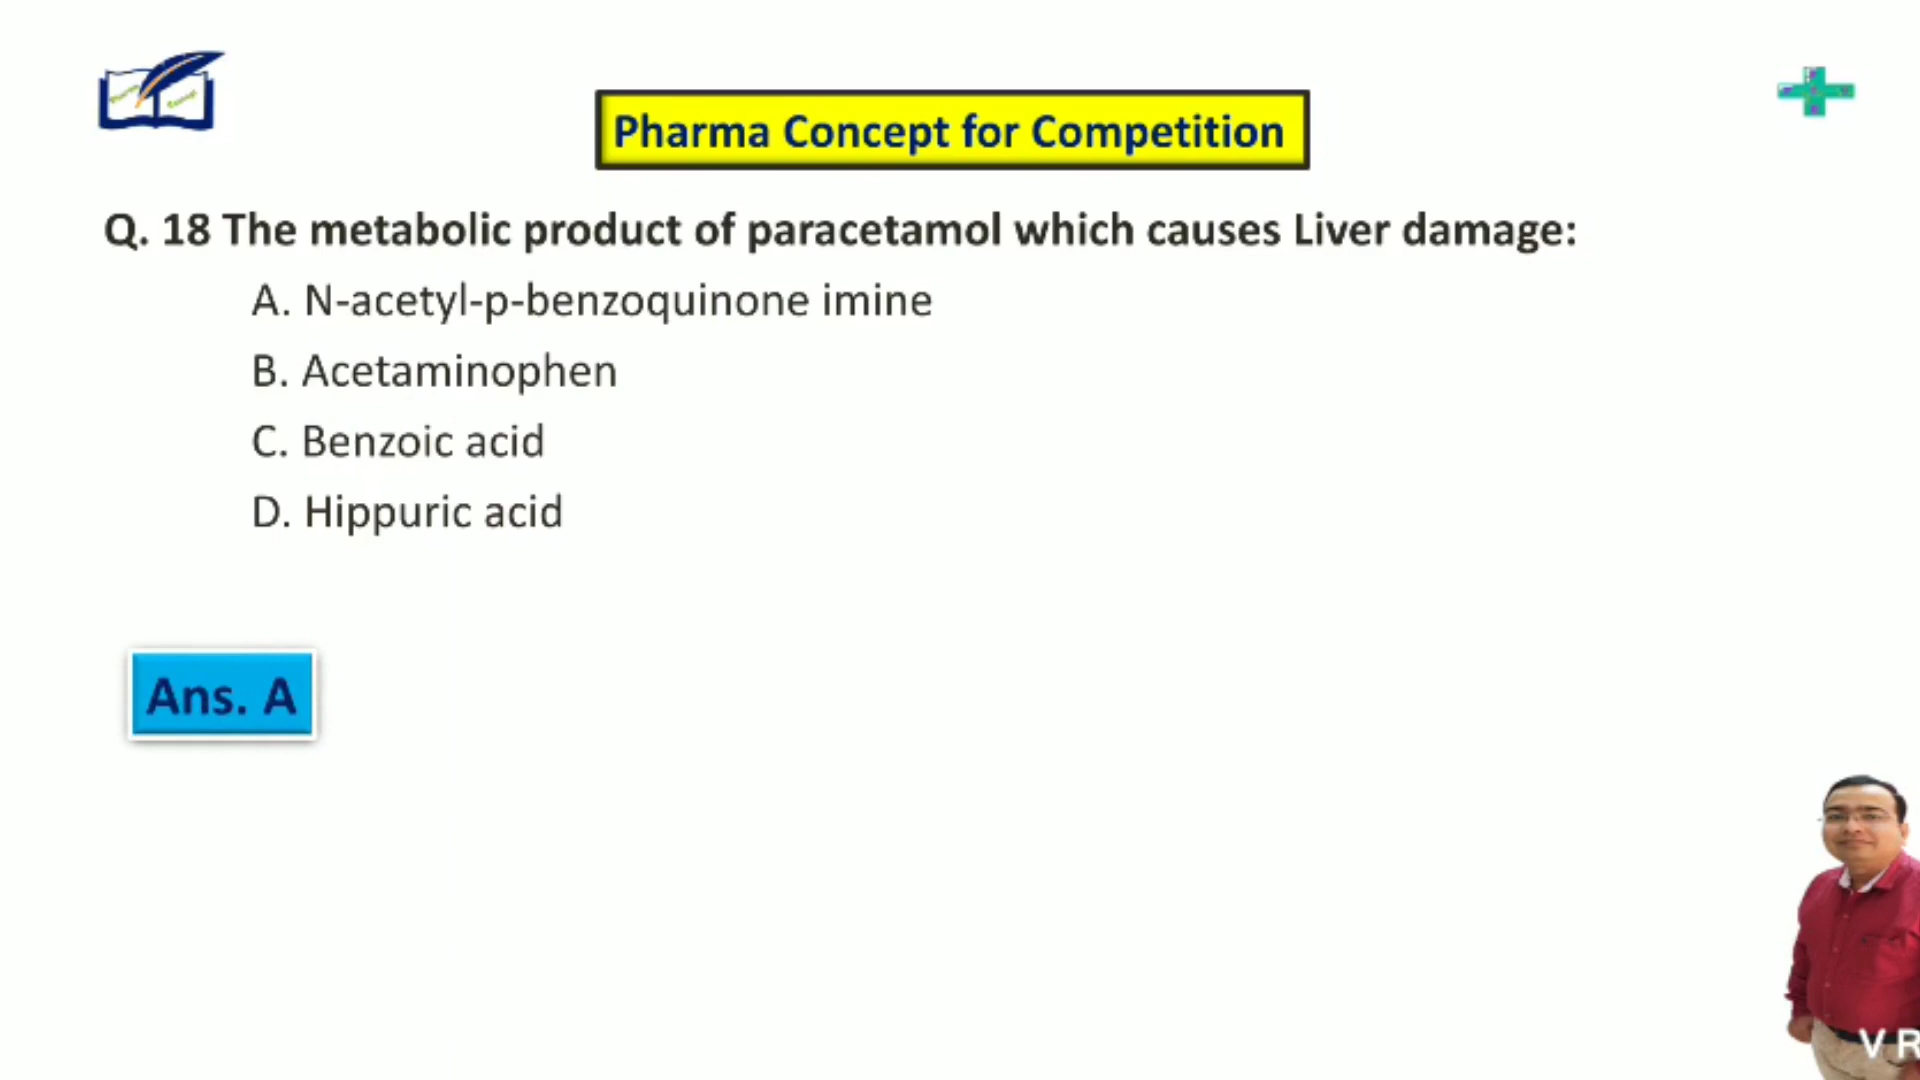 Pharma Concept for Competition
Q. 18 The metabolic product of paracetamol which causes Liver damage:
A. N-acetyl-p-benzoquinone imine
B. Acetaminophen
C. Benzoic acid
D. Hippuric acid
Ans. A
V R